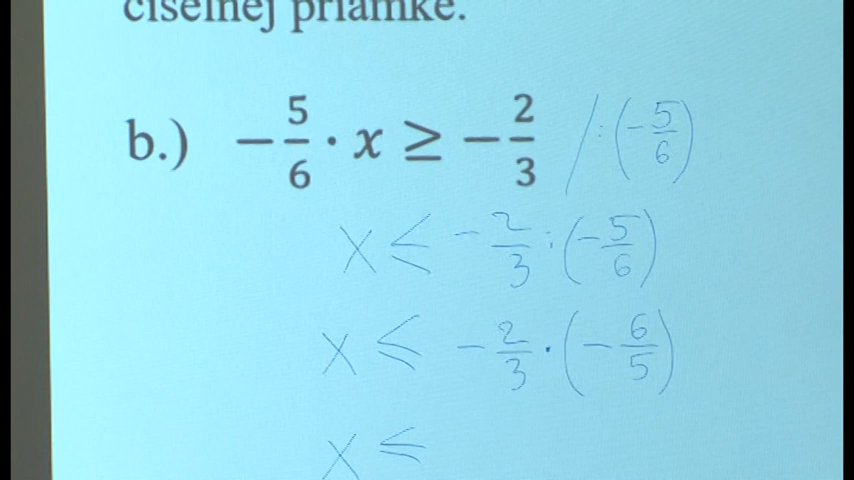 číselnej priamke.
b.) −5/6 · x ≥ −2/3 /:(−5/6)
x ≤ −2/3 : (−5/6)
x ≤ −2/3 · (−6/5)
x ≤